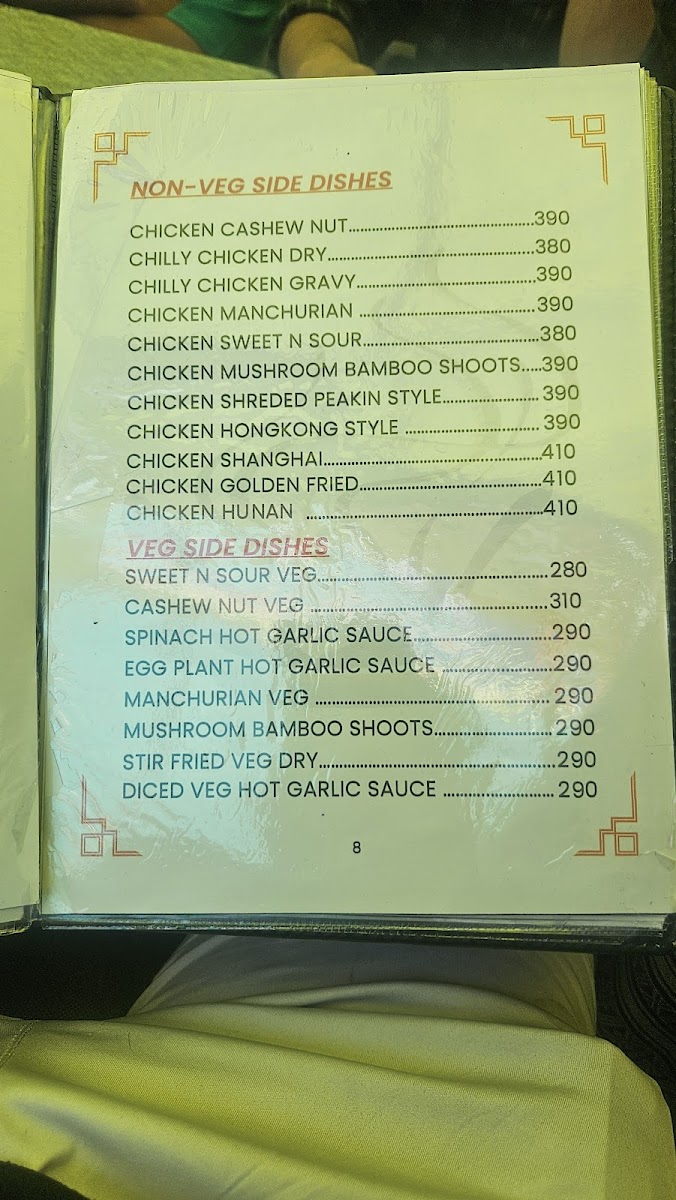 NON-VEG SIDE DISHES
CHICKEN CASHEW NUT..............................................390
CHILLY CHICKEN DRY....................................................380
CHILLY CHICKEN GRAVY.............................................390
CHICKEN MANCHURIAN .............................................390
CHICKEN SWEET N SOUR............................................380
CHICKEN MUSHROOM BAMBOO SHOOTS.....390
CHICKEN SHREDED PEAKIN STYLE........................ 390
CHICKEN HONGKONG STYLE .................................. 390
CHICKEN SHANGHAI.......................................................410
CHICKEN GOLDEN FRIED..............................................410
CHICKEN HUNAN ............................................................410
VEG SIDE DISHES
SWEET N SOUR VEG..........................................................280
CASHEW NUT VEG ............................................................310
SPINACH HOT GARLIC SAUCE...................................290
EGG PLANT HOT GARLIC SAUCE ............................290
MANCHURIAN VEG ........................................................... 290
MUSHROOM BAMBOO SHOOTS.............................. 290
STIR FRIED VEG DRY............................................................290
DICED VEG HOT GARLIC SAUCE ............................ 290
8